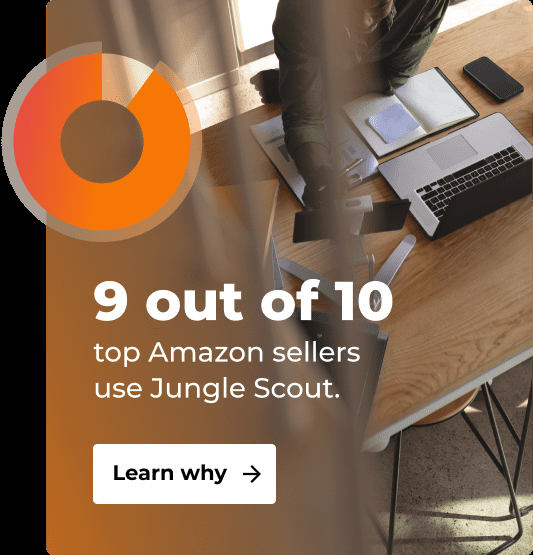 9 out of 10
top Amazon sellers
use Jungle Scout.
Learn why →